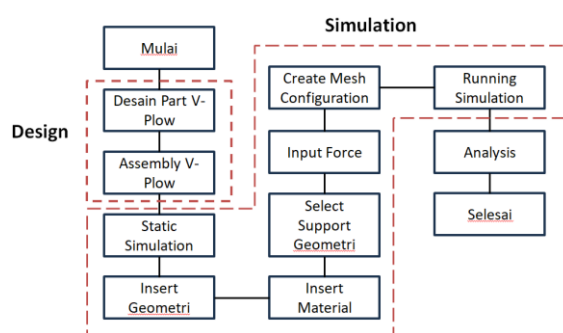 Simulation
Design
Mulai
Desain Part V-
Plow
Assembly V-
Plow
Static
Simulation
Insert
Geometri
Insert
Material
Select
Support
Geometri
Input Force
Create Mesh
Configuration
Running
Simulation
Analysis
Selesai